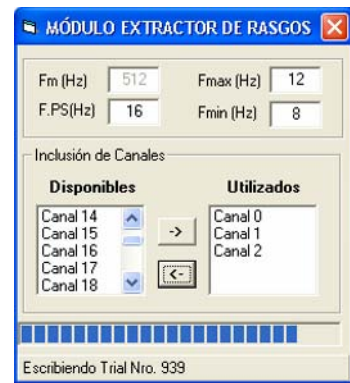 MÓDULO EXTRACTOR DE RASGOS
Fm (Hz) 512 Fmax (Hz) 12
F.PS(Hz) 16 Fmin (Hz) 8
Inclusión de Canales
Disponibles Utilizados
Canal 14 Canal 0
Canal 15 -> Canal 1
Canal 16 Canal 2
Canal 17
Canal 18 <-
Escribiendo Trial Nro. 939